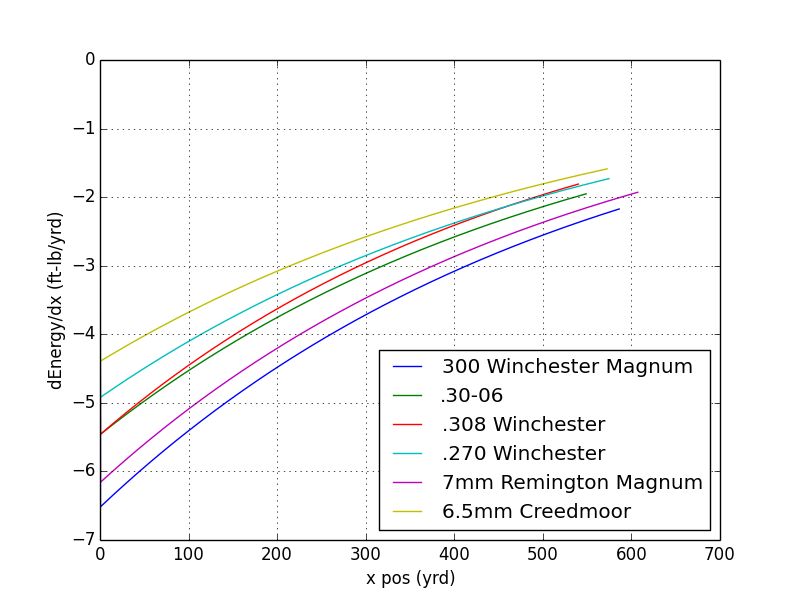 0
−1
−2
−3
−4
−5
−6
−7
dEnergy/dx (ft-lb/yrd)
300 Winchester Magnum
.30-06
.308 Winchester
.270 Winchester
7mm Remington Magnum
6.5mm Creedmoor
0 100 200 300 400 500 600 700
x pos (yrd)